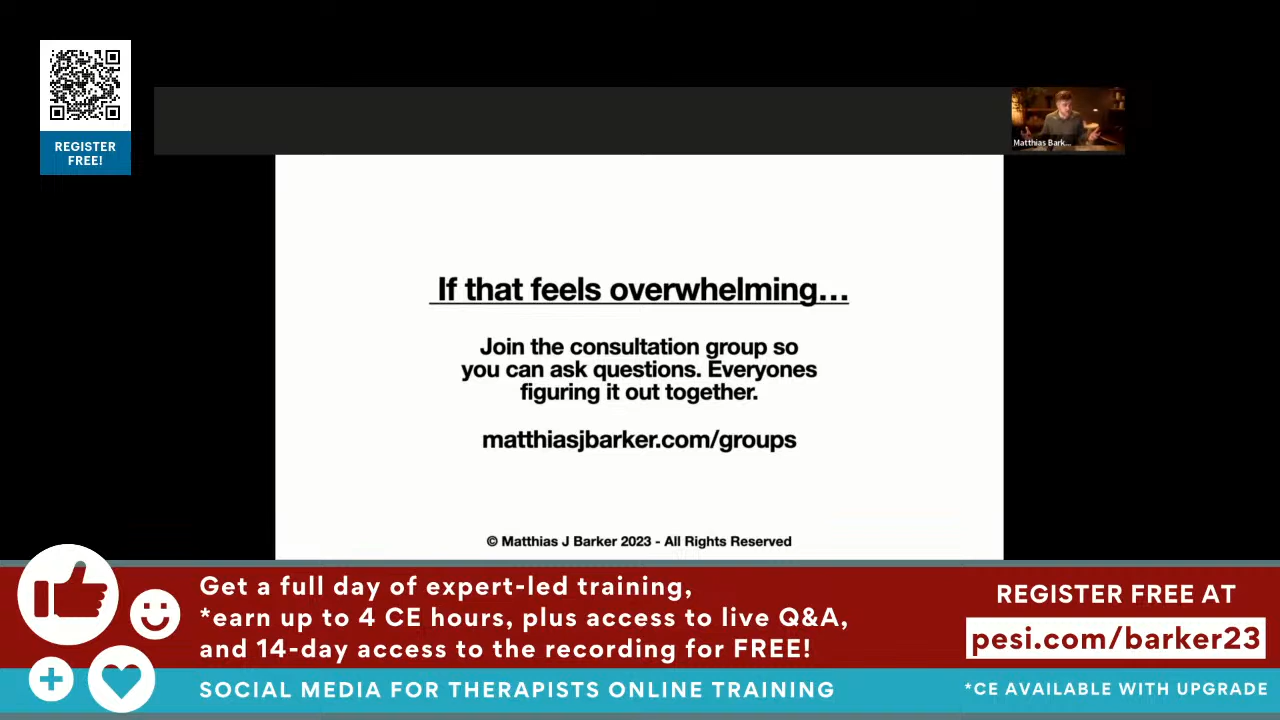 REGISTER
FREE!
Matthias Bark...
If that feels overwhelming...
Join the consultation group so
you can ask questions. Everyones
figuring it out together.
matthiasjbarker.com/groups
© Matthias J Barker 2023 - All Rights Reserved
Get a full day of expert-led training,
*earn up to 4 CE hours, plus access to live Q&A,
and 14-day access to the recording for FREE!
REGISTER FREE AT
pesi.com/barker23
SOCIAL MEDIA FOR THERAPISTS ONLINE TRAINING
*CE AVAILABLE WITH UPGRADE